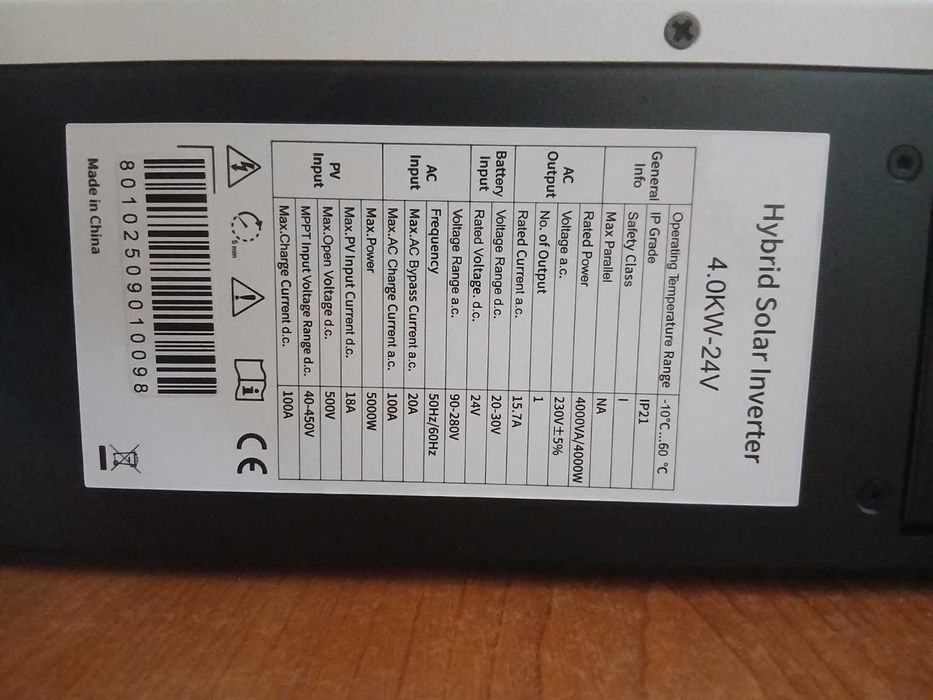 Hybrid Solar Inverter
4.0KW-24V
General Info
Operating Temperature Range -10°C...60 °C
IP Grade IP21
Safety Class I
Max Parallel NA
AC Output
Rated Power 4000VA/4000W
Voltage a.c. 230V±5%
No. of Output 1
Rated Current a.c. 15.7A
Battery Input
Voltage Range d.c. 20-30V
Rated Voltage. d.c. 24V
AC Input
Voltage Range a.c. 90-280V
Frequency 50Hz/60Hz
Max.AC Bypass Current a.c. 20A
Max.AC Charge Current a.c. 100A
PV Input
Max.Power 5000W
Max.PV Input Current d.c. 18A
Max.Open Voltage d.c. 500V
MPPT Input Voltage Range d.c. 40-450V
Max.Charge Current d.c. 100A
5 min
CE
80102509010098
Made in China